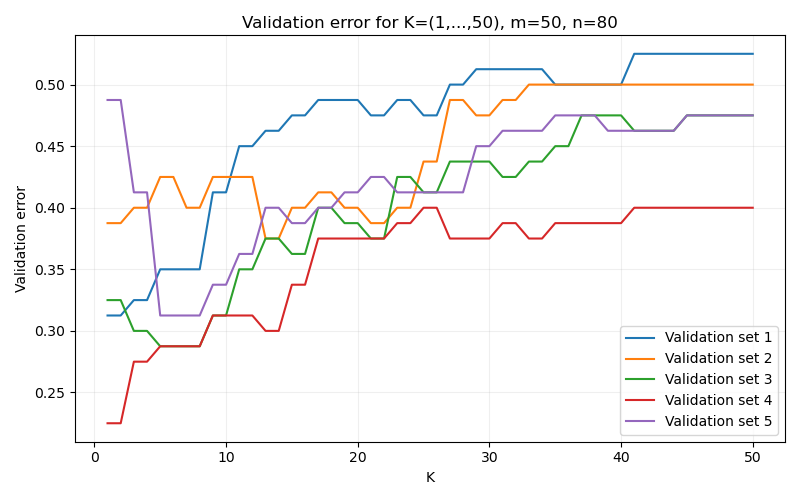 Validation error for K=(1,...,50), m=50, n=80
Validation error
0.50
0.45
0.40
0.35
0.30
0.25
0 10 20 30 40 50
K
Validation set 1
Validation set 2
Validation set 3
Validation set 4
Validation set 5